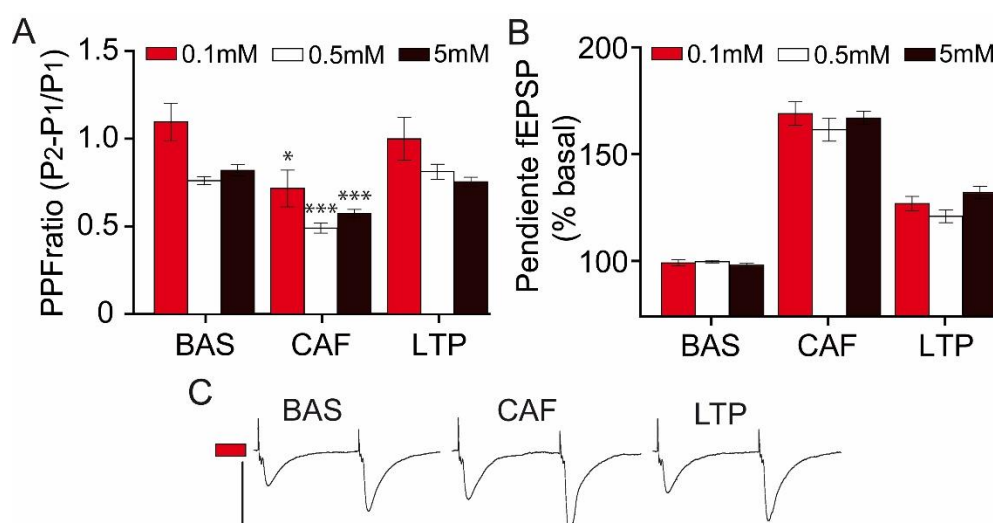 A
1.5
0.1mM 0.5mM 5mM
PPFratio (P2-P1/P1)
1.0
*
***
***
0.5
0
BAS CAF LTP
B
200
0.1mM 0.5mM 5mM
Pendiente fEPSP
(% basal)
150
100
BAS CAF LTP
C
BAS CAF LTP